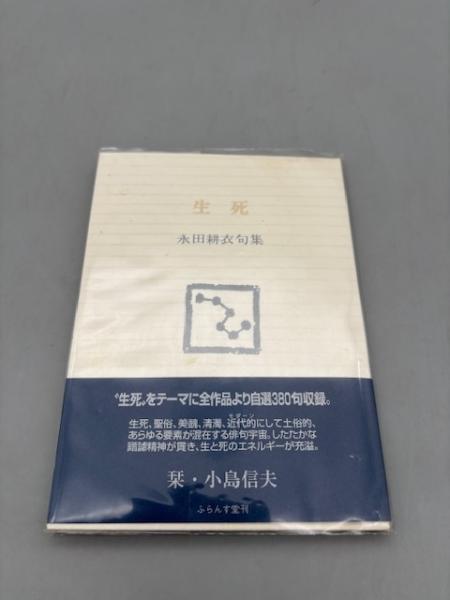 生死
永田耕衣句集
〝生死〟をテーマに全作品より自選380句収録。
生死、聖俗、美醜、清濁、近代的にして土俗的、
モダーン
あらゆる要素が混在する俳句宇宙。したたかな
諧謔精神が貫き、生と死のエネルギーが充溢。
栞・小島信夫
ふらんす堂刊